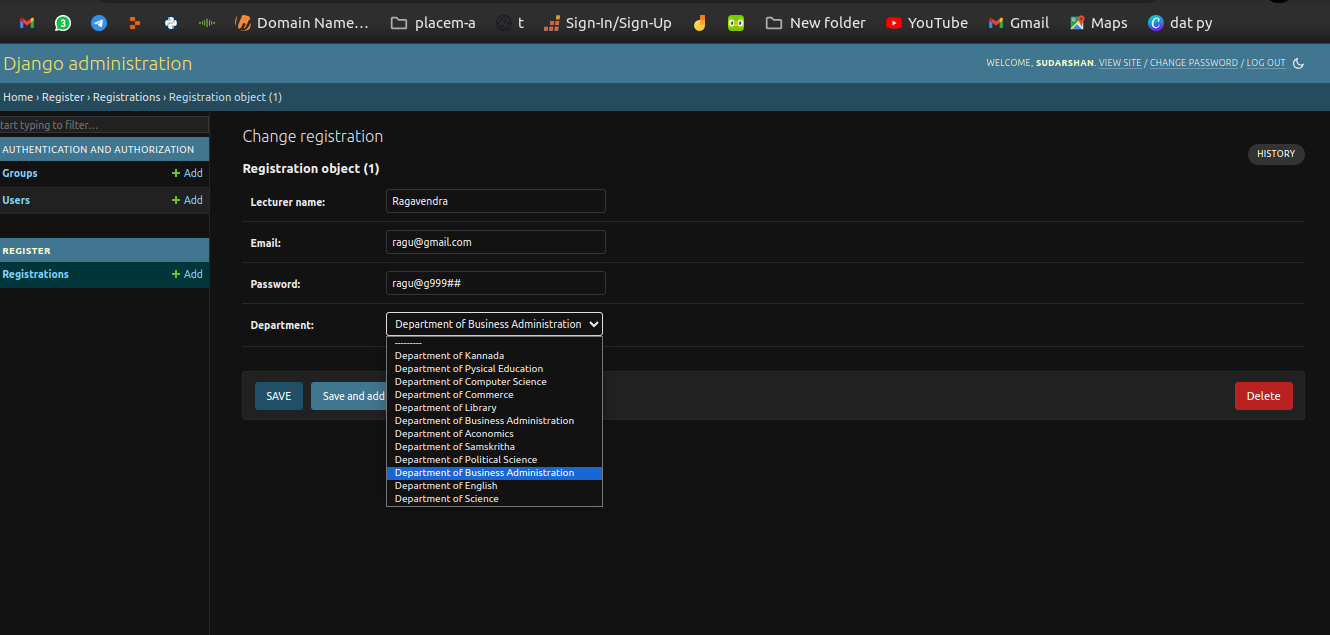 3 Domain Name... placem-a t Sign-In/Sign-Up New folder YouTube Gmail Maps dat py
Django administration
WELCOME, SUDARSHAN. VIEW SITE / CHANGE PASSWORD / LOG OUT
Home › Register › Registrations › Registration object (1)
tart typing to filter...
AUTHENTICATION AND AUTHORIZATION
Groups + Add
Users + Add
REGISTER
Registrations + Add
Change registration
HISTORY
Registration object (1)
Lecturer name: Ragavendra
Email: ragu@gmail.com
Password: ragu@g999##
Department: Department of Business Administration
---------
Department of Kannada
Department of Pysical Education
Department of Computer Science
Department of Commerce
Department of Library
Department of Business Administration
Department of Aconomics
Department of Samskritha
Department of Political Science
Department of Business Administration
Department of English
Department of Science
SAVE Save and add Delete